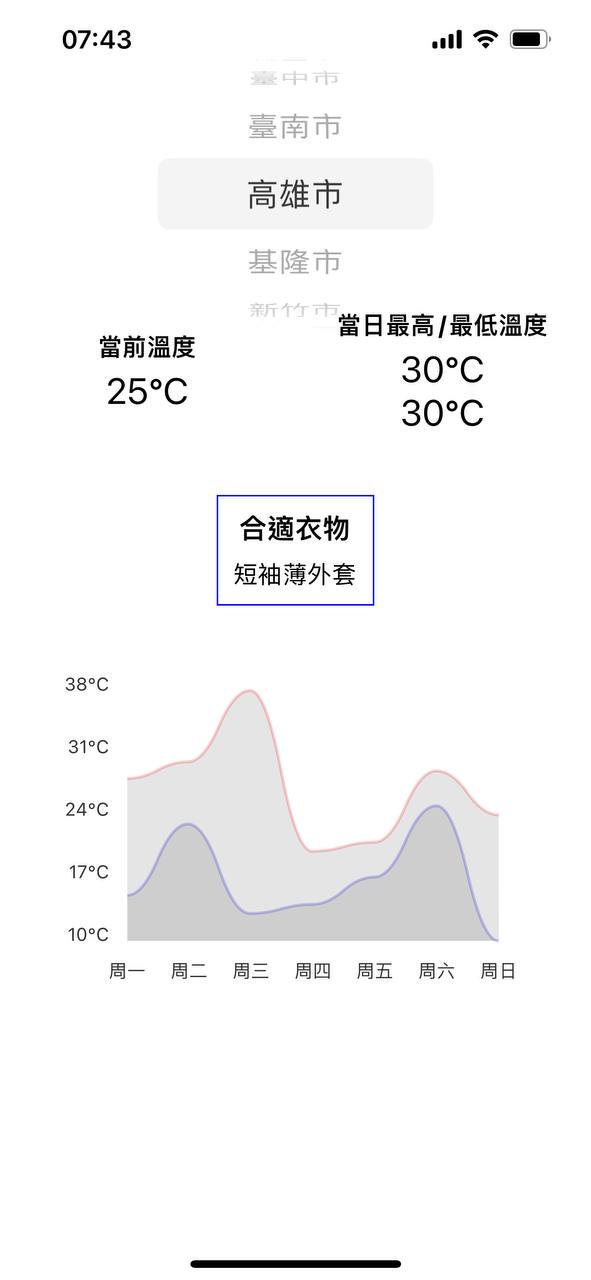 07:43
臺中市
臺南市
高雄市
基隆市
新竹市
當前溫度
25°C
當日最高/最低溫度
30°C
30°C
合適衣物
短袖薄外套
38°C
31°C
24°C
17°C
10°C
周一 周二 周三 周四 周五 周六 周日